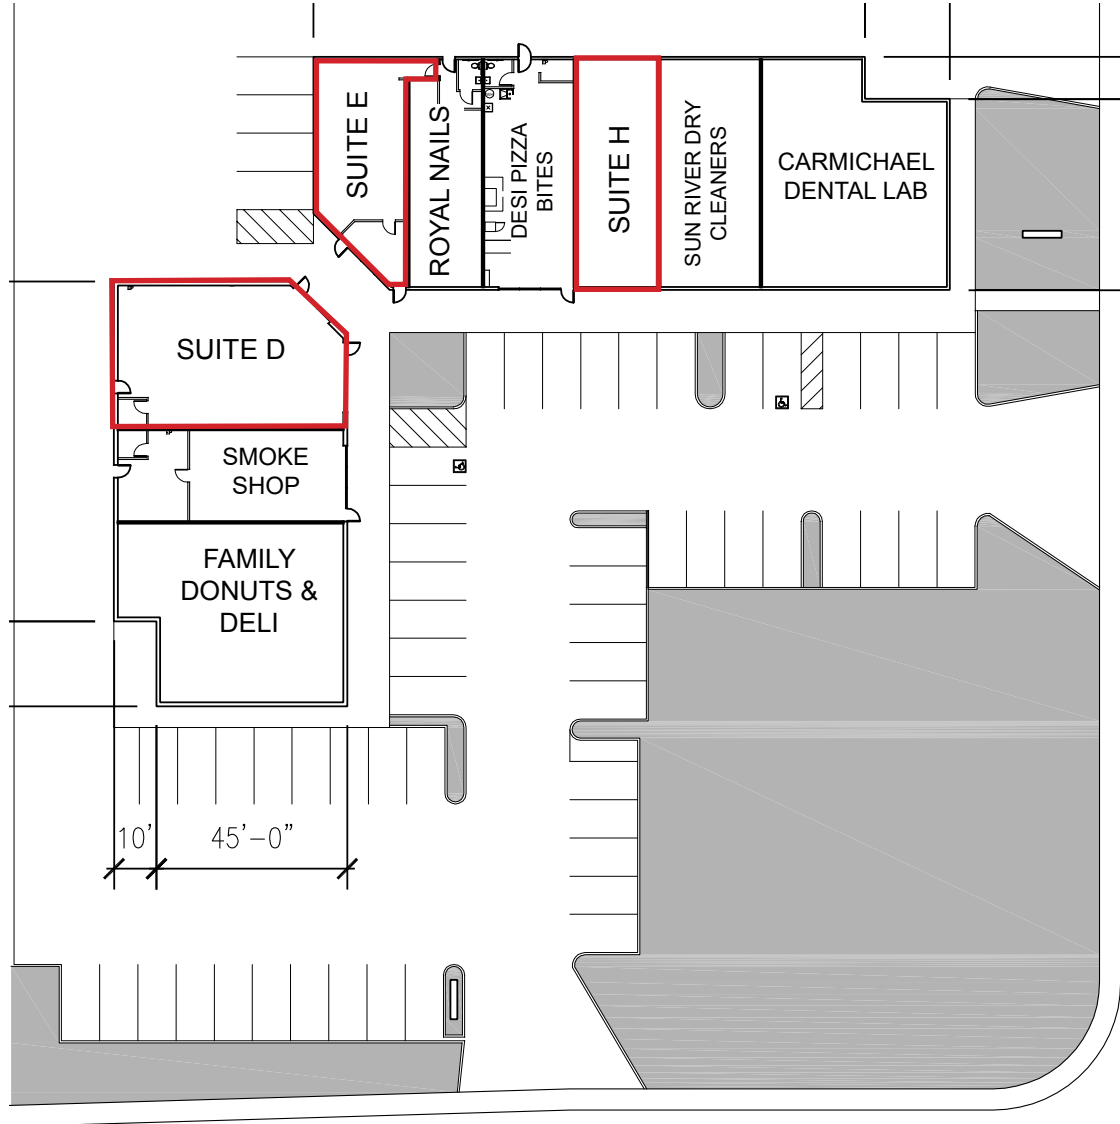 SUITE E
ROYAL NAILS
DESI PIZZA
BITES
SUITE H
SUN RIVER DRY
CLEANERS
CARMICHAEL
DENTAL LAB
SUITE D
SMOKE
SHOP
FAMILY
DONUTS &
DELI
10'
45'-0"